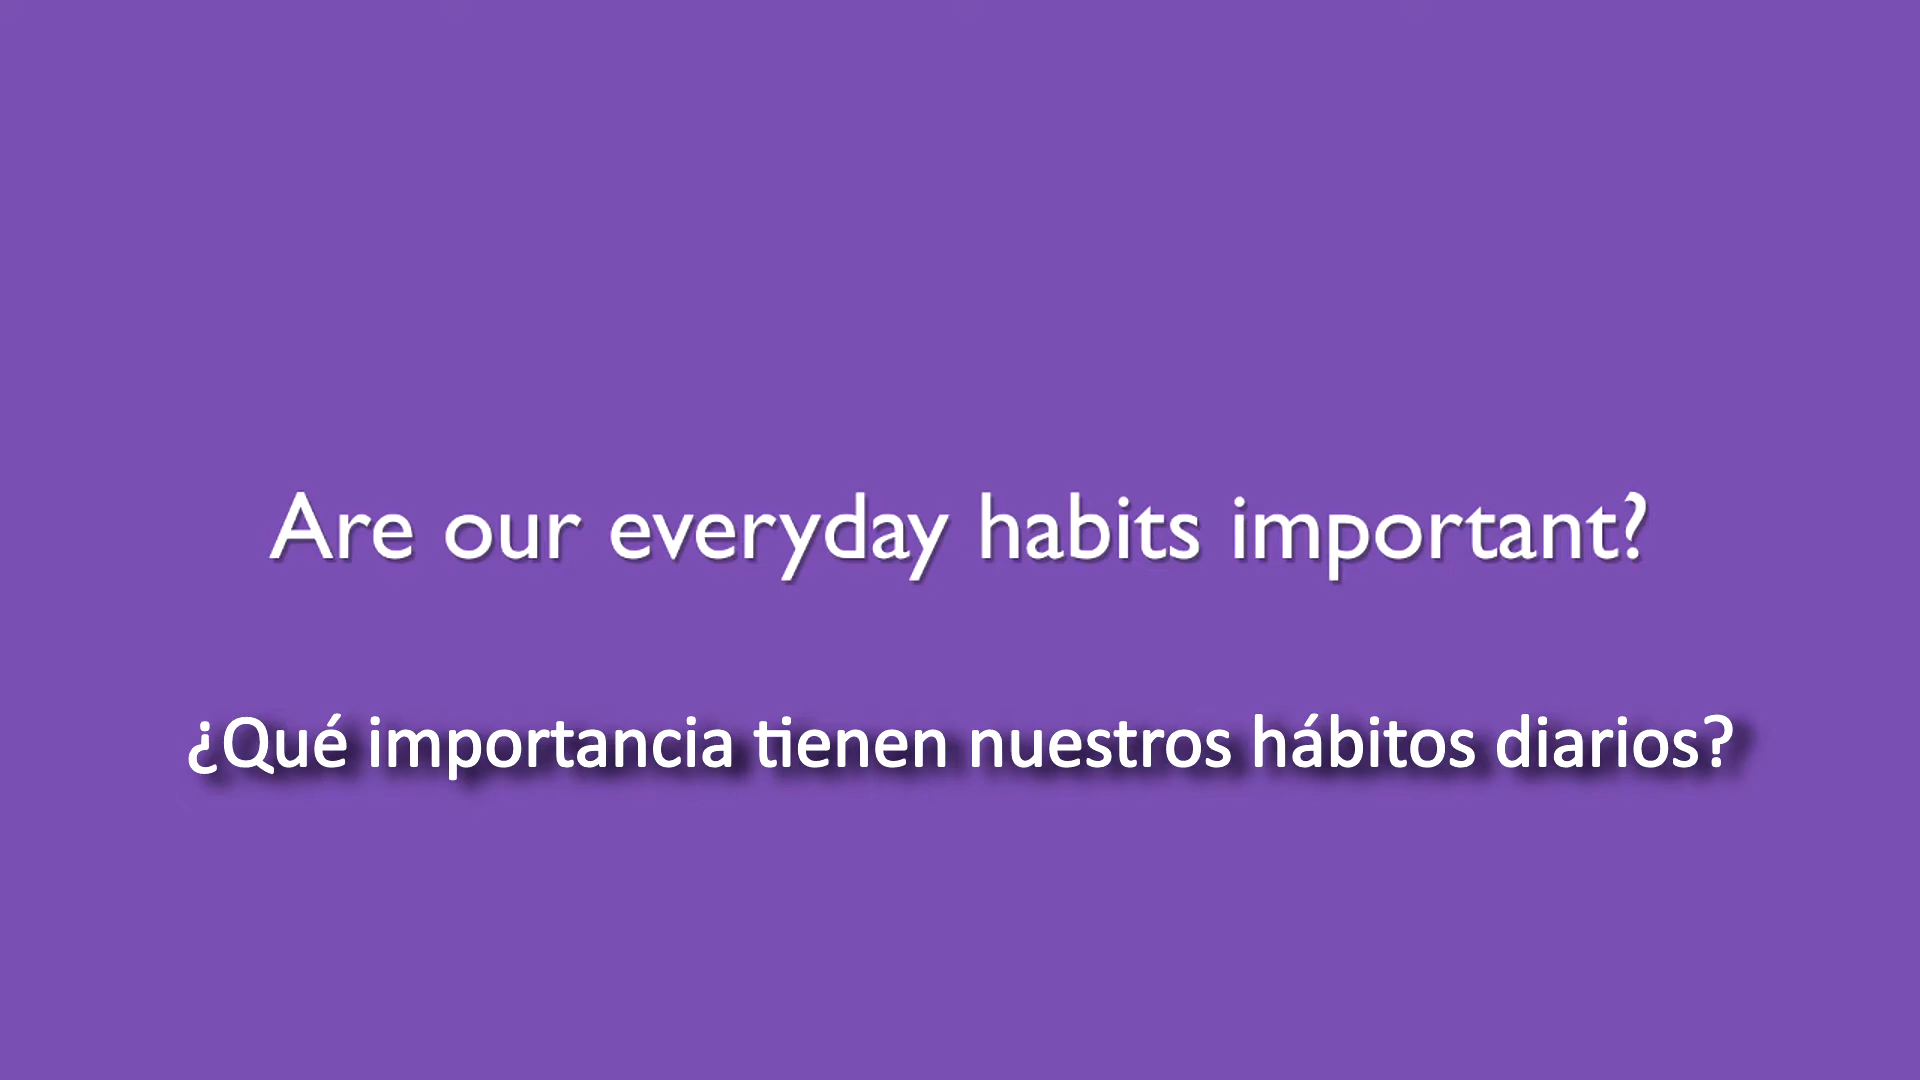 Are our everyday habits important?
¿Qué importancia tienen nuestros hábitos diarios?